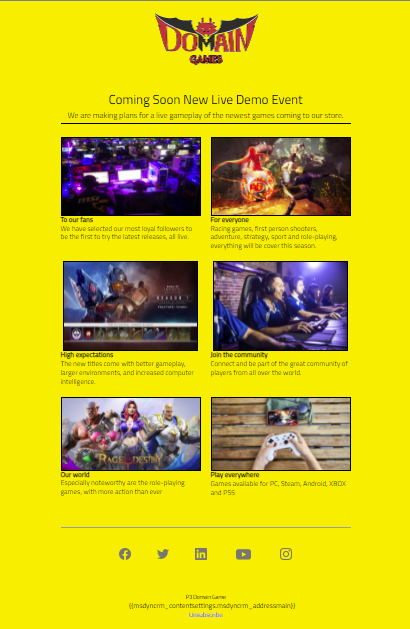 DOMAIN
GAMES
Coming Soon New Live Demo Event
We are making plans for a live gameplay of the newest games coming to our store.
To our fans
We have selected our most loyal followers to
be the first to try the latest releases, all live.
For everyone
Racing games, first person shooters,
adventure, strategy, sport and role-playing,
everything will be cover this season.
SEASON 1
High expectations
The new titles come with better gameplay,
larger environments, and increased computer
intelligence.
Join the community
Connect and be part of the great community of
players from all over the world.
RAGE DESTINY
Our world
Especially noteworthy are the role-playing
games, with more action than ever
Play everywhere
Games available for PC, Steam, Android, XBOX
and PS5
P3 Domain Game
{{msdyncrm_contentsettings.msdyncrm_addressmain}}
Unsubscribe